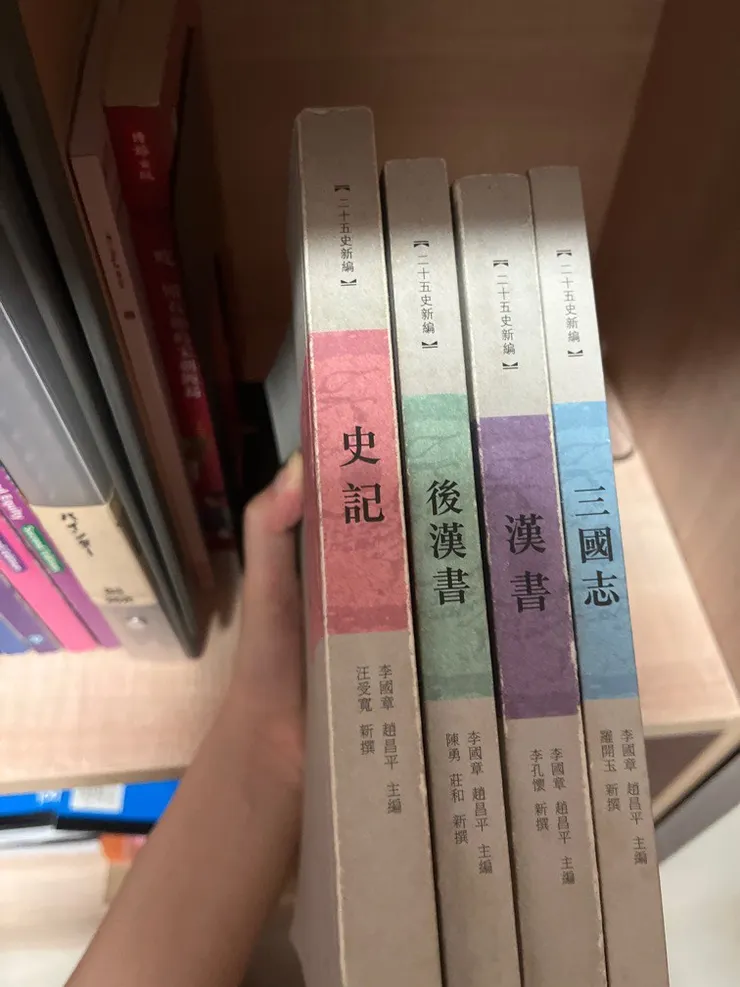 【二十五史新編】
史記
李國章 趙昌平 主編
汪受寬 新撰
【二十五史新編】
後漢書
李國章 趙昌平 主編
陳勇 莊和 新撰
【二十五史新編】
漢書
李國章 趙昌平 主編
李孔懷 新撰
【二十五史新編】
三國志
李國章 趙昌平 主編
羅開玉 新撰
Equity
Second Edition